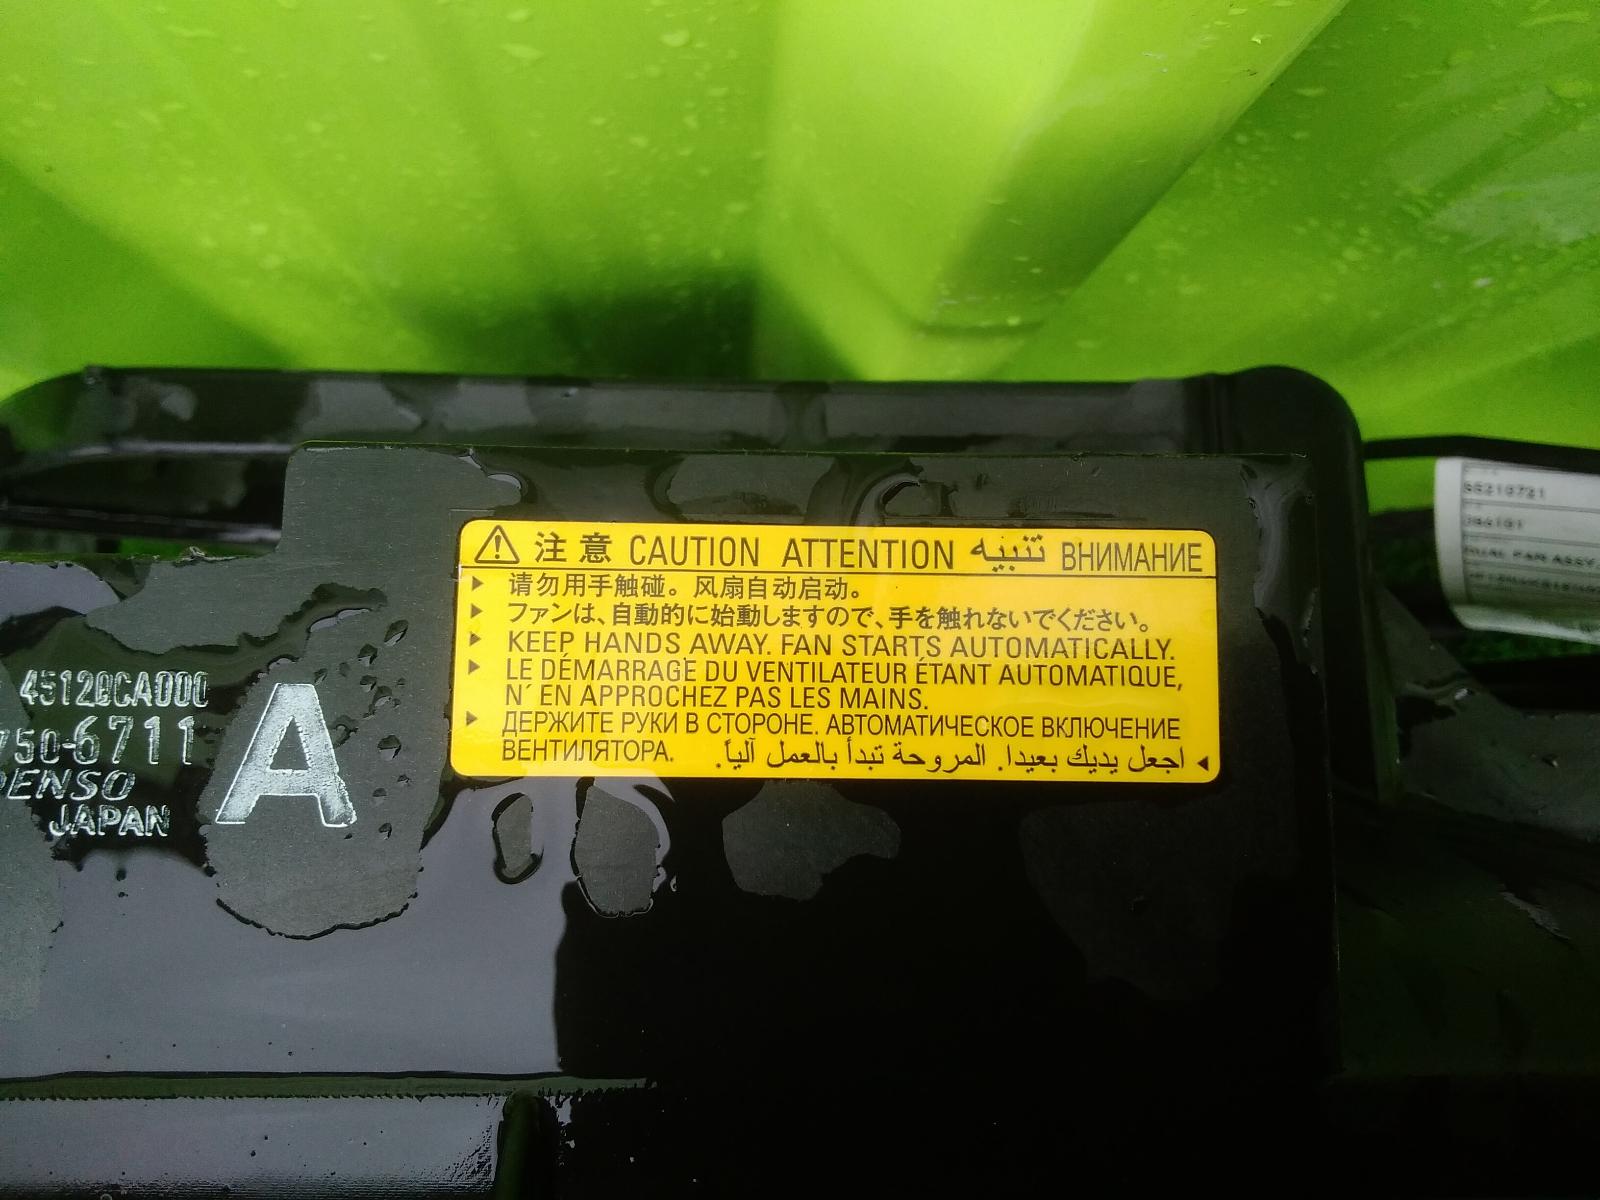 注意 CAUTION ATTENTION تنبيه ВНИМАНИЕ
▶ 请勿用手触碰。风扇自动启动。
▶ ファンは、自動的に始動しますので、手を触れないでください。
▶ KEEP HANDS AWAY. FAN STARTS AUTOMATICALLY.
▶ LE DÉMARRAGE DU VENTILATEUR ÉTANT AUTOMATIQUE,
N´EN APPROCHEZ PAS LES MAINS.
▶ ДЕРЖИТЕ РУКИ В СТОРОНЕ. АВТОМАТИЧЕСКОЕ ВКЛЮЧЕНИЕ
ВЕНТИЛЯТОРА.
◀ اجعل يديك بعيدا. المروحة تبدأ بالعمل آلياً.
45120CA000
750-6711
DENSO
JAPAN
A